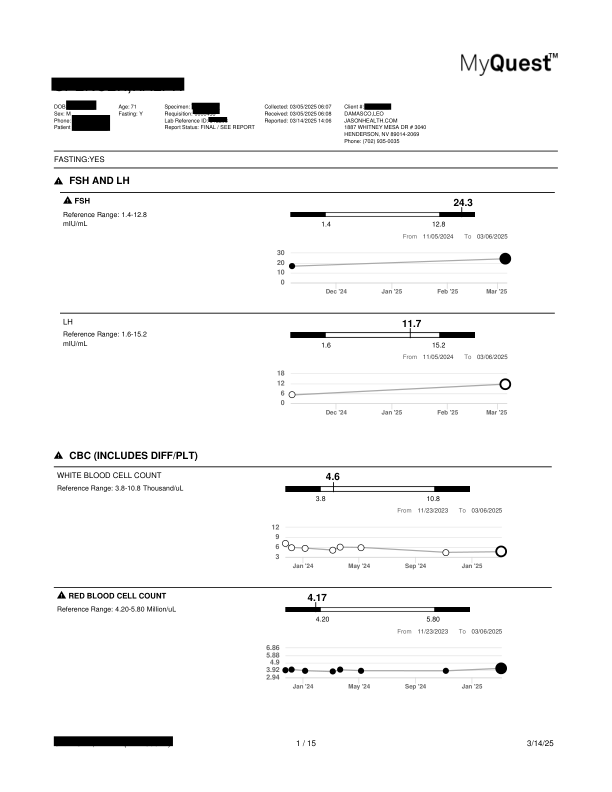 MyQuest™
DOB Age: 71 Specimen: Collected: 03/05/2025 06:07 Client #:
Sex: M Fasting: Y Requisition: Received: 03/05/2025 06:08 DAMASCO,LEO
Phone: Lab Reference ID: Reported: 03/14/2025 14:06 JASONHEALTH.COM
Patient Report Status: FINAL / SEE REPORT 1887 WHITNEY MESA DR # 3040
HENDERSON, NV 89014-2069
Phone: (702) 935-0035
FASTING:YES
FSH AND LH
FSH 24.3
Reference Range: 1.4-12.8
mIU/mL 1.4 12.8
From 11/05/2024 To 03/06/2025
30
20
10
0
Dec '24 Jan '25 Feb '25 Mar '25
LH 11.7
Reference Range: 1.6-15.2
mIU/mL 1.6 15.2
From 11/05/2024 To 03/06/2025
18
12
6
0
Dec '24 Jan '25 Feb '25 Mar '25
CBC (INCLUDES DIFF/PLT)
WHITE BLOOD CELL COUNT 4.6
Reference Range: 3.8-10.8 Thousand/uL
3.8 10.8
From 11/23/2023 To 03/06/2025
12
9
6
3
Jan '24 May '24 Sep '24 Jan '25
RED BLOOD CELL COUNT 4.17
Reference Range: 4.20-5.80 Million/uL
4.20 5.80
From 11/23/2023 To 03/06/2025
6.86
5.88
4.9
3.92
2.94
Jan '24 May '24 Sep '24 Jan '25
1 / 15 3/14/25